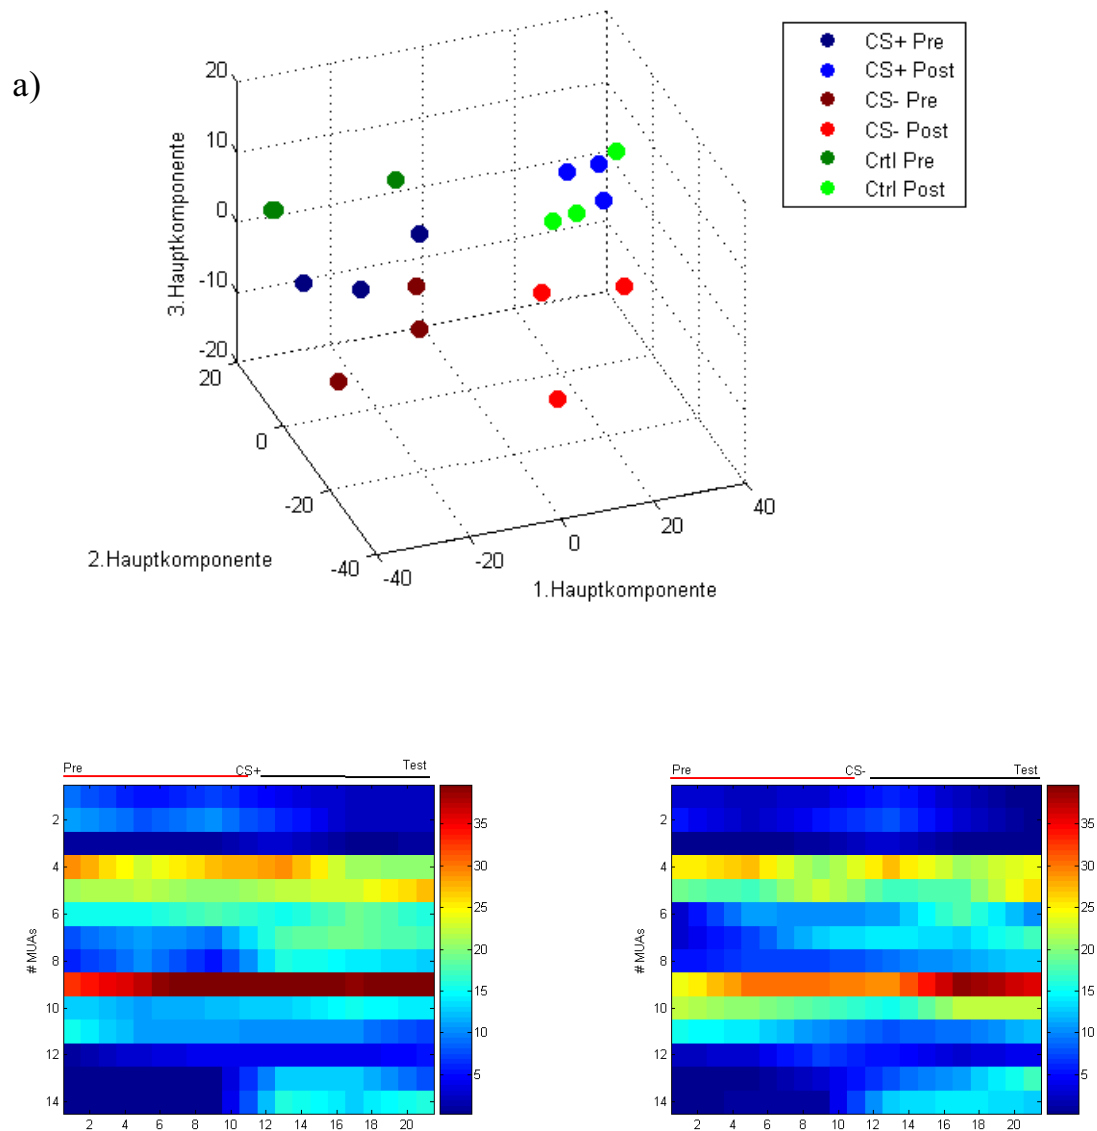 a)
CS+ Pre
CS+ Post
CS- Pre
CS- Post
Crtl Pre
Ctrl Post
20
10
0
-10
-20
3.Hauptkomponente
20
0
-20
-40
2.Hauptkomponente
-40
-20
0
20
40
1.Hauptkomponente
Pre CS+ Test
2
4
6
8
10
12
14
# MUAs
2 4 6 8 10 12 14 16 18 20
35
30
25
20
15
10
5
Pre CS- Test
2
4
6
8
10
12
14
# MUAs
2 4 6 8 10 12 14 16 18 20
35
30
25
20
15
10
5